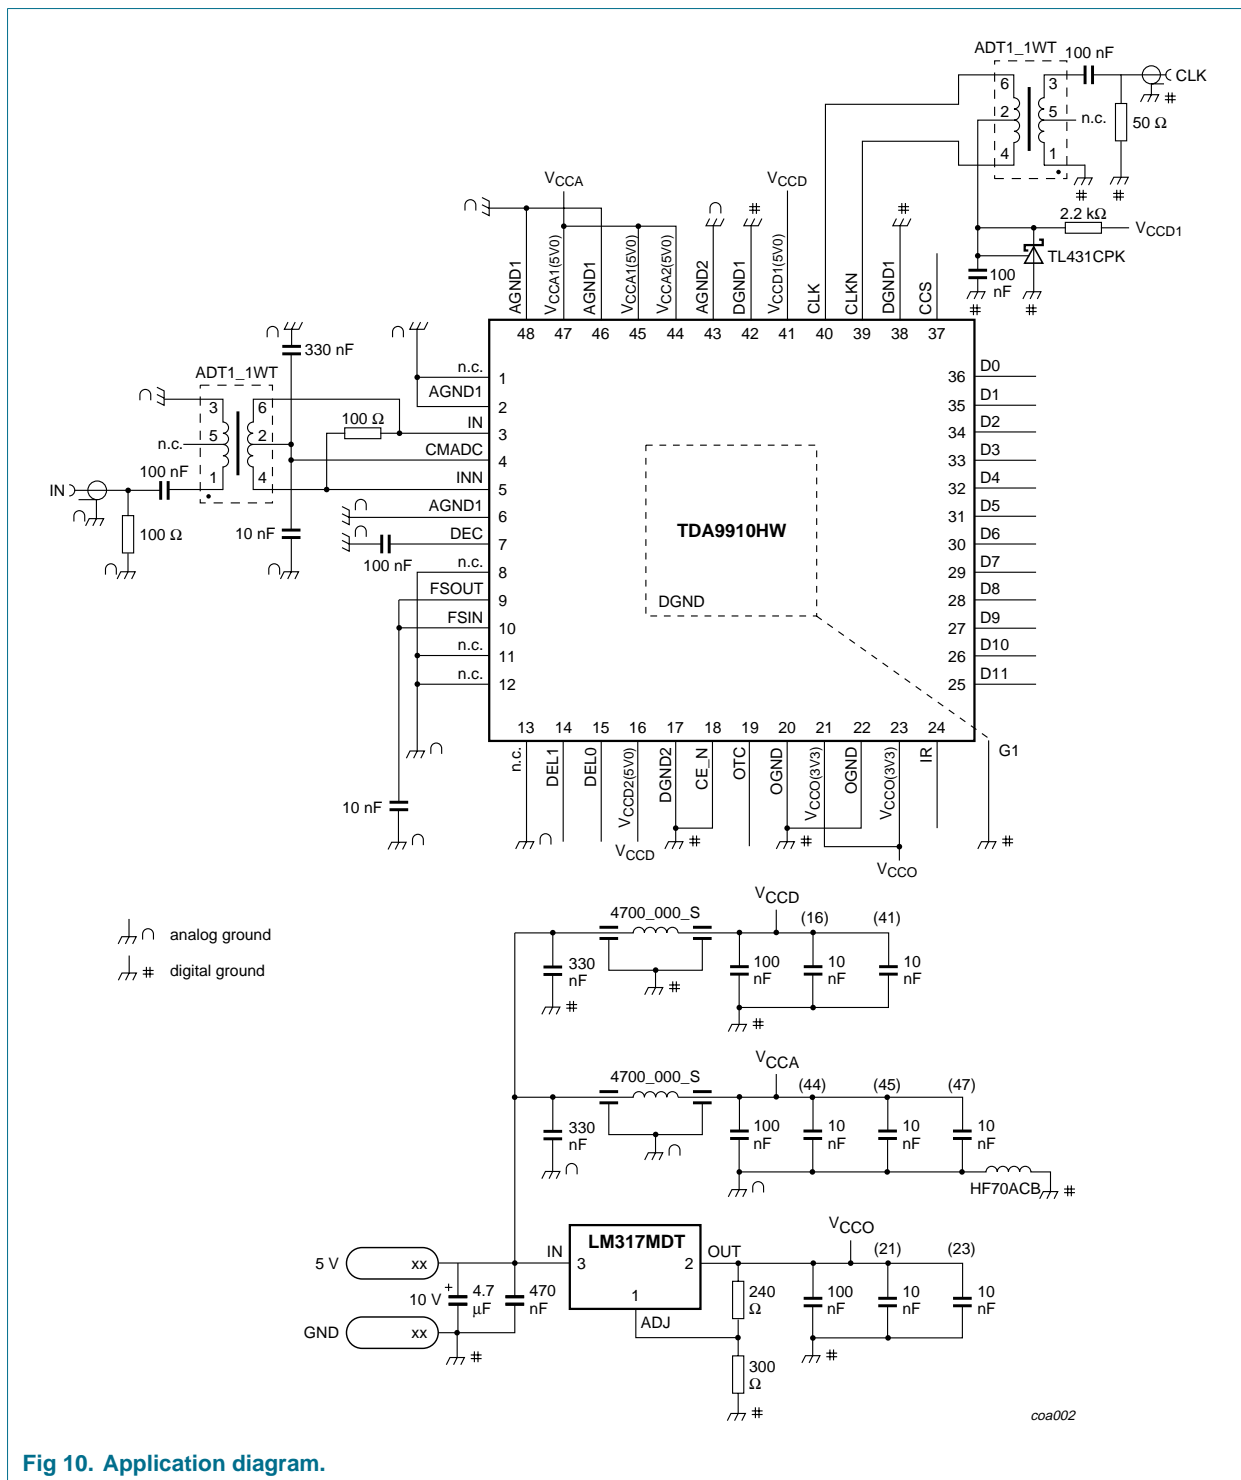 ADT1_1WT
100 nF
CLK
6
3
2
5
n.c.
50 Ω
4
1
#
#
#
2.2 kΩ
VCCD1
TL431CPK
100
nF
#
#
VCCA
VCCD
#
#
AGND1
VCCA1(5V0)
AGND1
VCCA1(5V0)
VCCA2(5V0)
AGND2
DGND1
VCCD1(5V0)
CLK
CLKN
DGND1
CCS
48
47
46
45
44
43
42
41
40
39
38
37
330 nF
ADT1_1WT
3
6
5
2
n.c.
1
4
100 nF
IN
100 Ω
10 nF
100 Ω
100 nF
10 nF
n.c.
1
AGND1
2
IN
3
CMADC
4
INN
5
AGND1
6
DEC
7
n.c.
8
FSOUT
9
FSIN
10
n.c.
11
n.c.
12
TDA9910HW
DGND
36 D0
35 D1
34 D2
33 D3
32 D4
31 D5
30 D6
29 D7
28 D8
27 D9
26 D10
25 D11
13
14
15
16
17
18
19
20
21
22
23
24
G1
n.c.
DEL1
DEL0
VCCD2(5V0)
DGND2
CE_N
OTC
OGND
VCCO(3V3)
OGND
VCCO(3V3)
IR
#
#
#
VCCD
VCCO
analog ground
# digital ground
4700_000_S
VCCD
(16)
(41)
330
nF
100
nF
10
nF
10
nF
#
#
#
4700_000_S
VCCA
(44)
(45)
(47)
330
nF
100
nF
10
nF
10
nF
10
nF
HF70ACB
#
5 V
xx
GND
xx
10 V
+
4.7
μF
470
nF
#
IN
3
LM317MDT
2
OUT
1
ADJ
240
Ω
300
Ω
#
VCCO
(21)
(23)
100
nF
10
nF
10
nF
#
coa002
Fig 10. Application diagram.